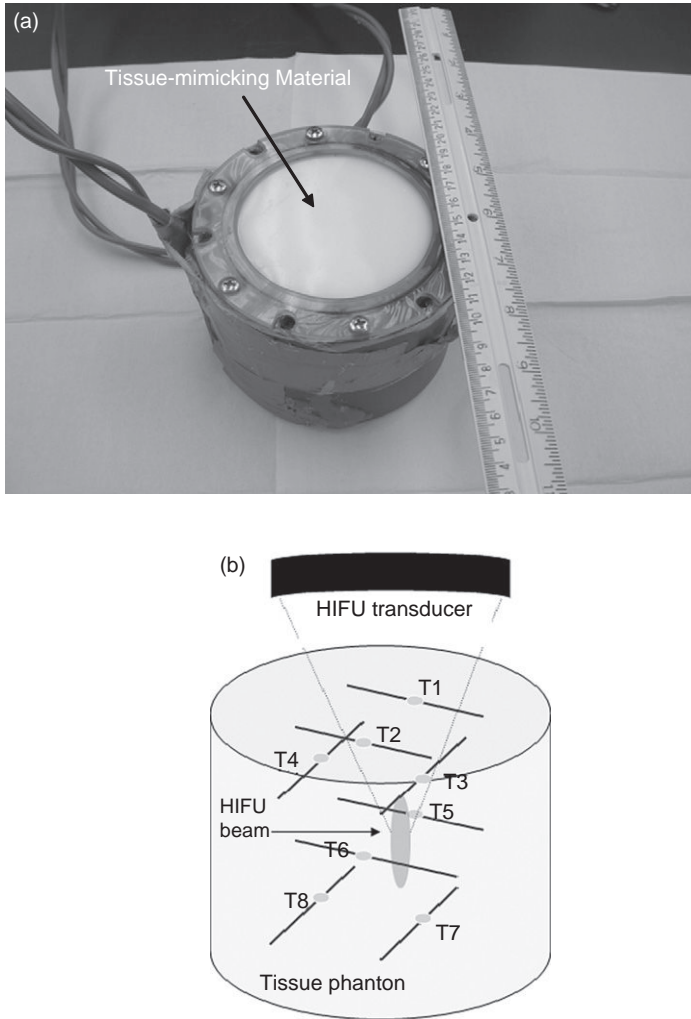 (a)
Tissue-mimicking Material
(b)
HIFU transducer
T1
T2
T4
T3
HIFU
beam
T5
T6
T8
T7
Tissue phanton